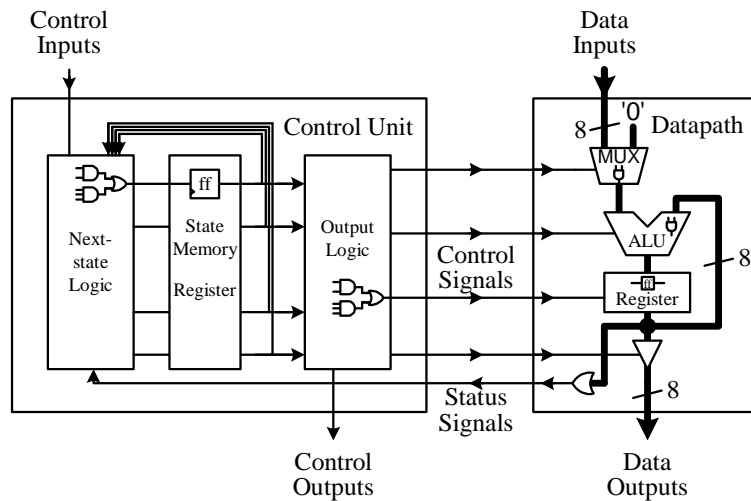 Control
Inputs
Data
Inputs
Control Unit
8
'0'
Datapath
MUX
ff
Next-
state
Logic
State
Memory
Register
Output
Logic
Control
Signals
ALU
8
ff
Register
Status
Signals
8
Control
Outputs
Data
Outputs